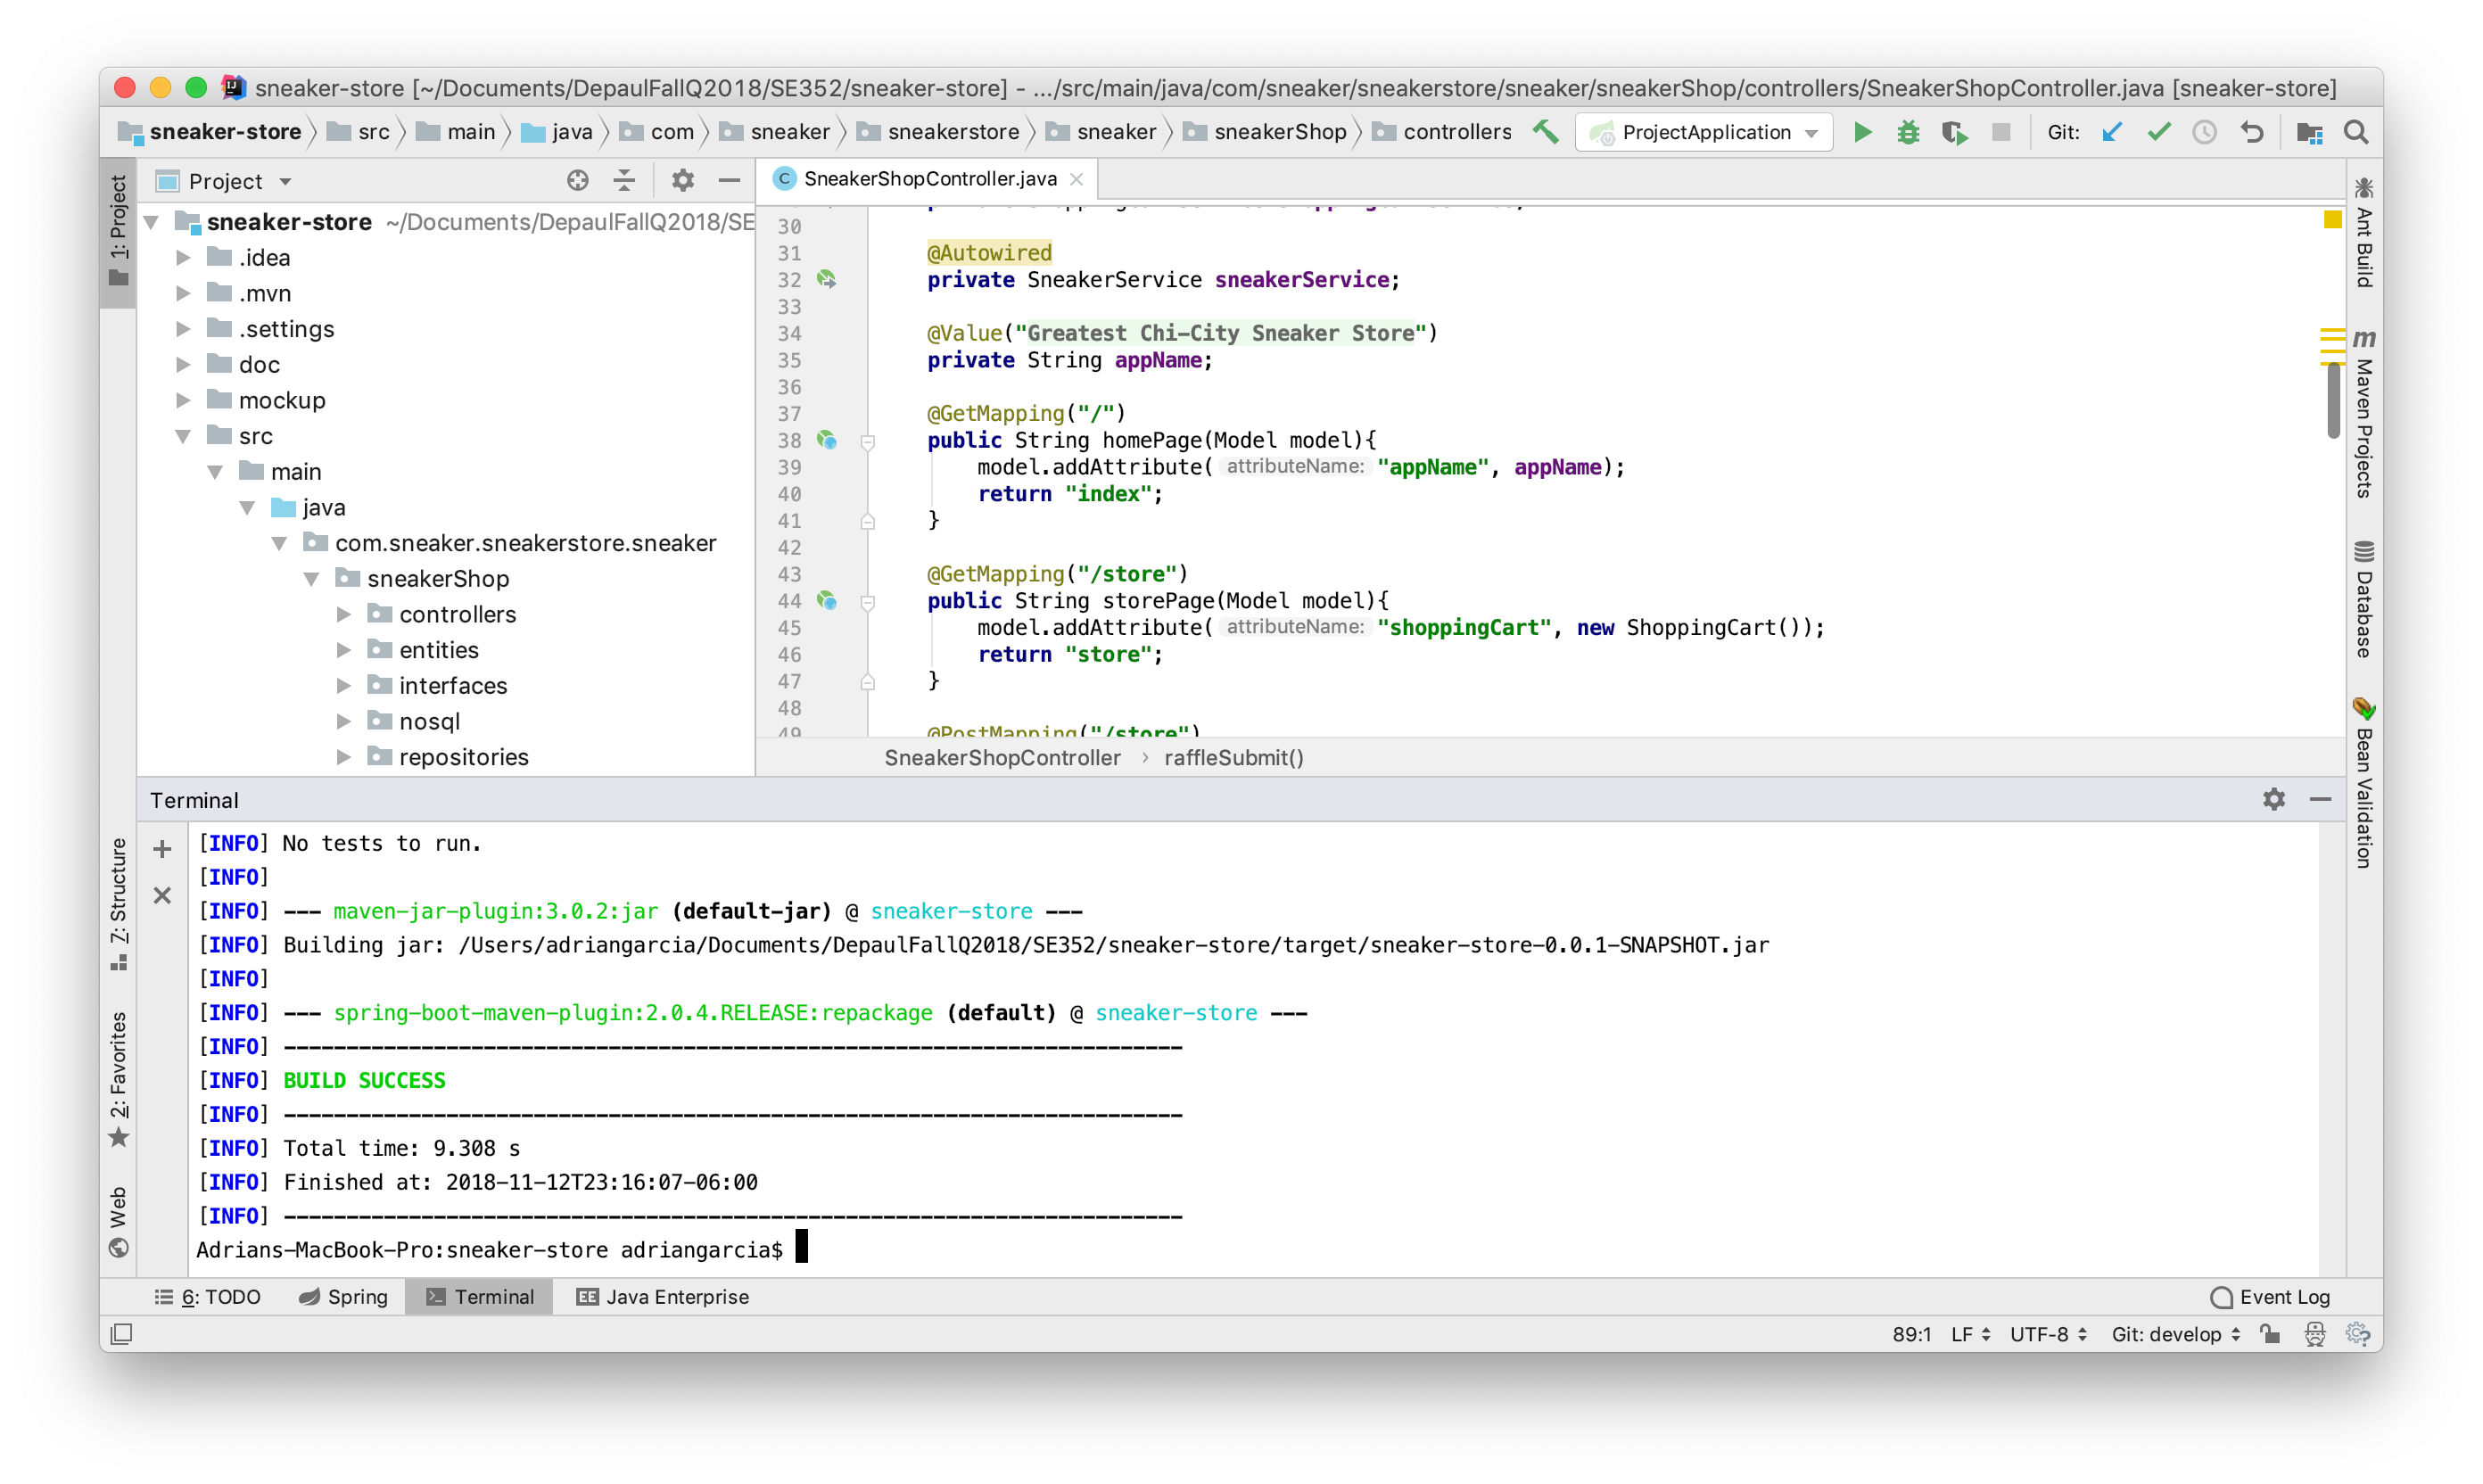 sneaker-store [~/Documents/DepaulFallQ2018/SE352/sneaker-store] - .../src/main/java/com/sneaker/sneakerstore/sneaker/sneakerShop/controllers/SneakerShopController.java [sneaker-store]
sneaker-store src main java com sneaker sneakerstore sneaker sneakerShop controllers ProjectApplication Git:
1: Project
7: Structure
2: Favorites
Web
Project
sneaker-store ~/Documents/DepaulFallQ2018/SE
.idea
.mvn
.settings
doc
mockup
src
main
java
com.sneaker.sneakerstore.sneaker
sneakerShop
controllers
entities
interfaces
nosql
repositories
SneakerShopController.java
30
31 @Autowired
32 private SneakerService sneakerService;
33
34 @Value("Greatest Chi-City Sneaker Store")
35 private String appName;
36
37 @GetMapping("/")
38 public String homePage(Model model){
39 model.addAttribute( attributeName: "appName", appName);
40 return "index";
41 }
42
43 @GetMapping("/store")
44 public String storePage(Model model){
45 model.addAttribute( attributeName: "shoppingCart", new ShoppingCart());
46 return "store";
47 }
48
49 @PostMapping("/store")
SneakerShopController › raffleSubmit()
Ant Build
m Maven Projects
Database
Bean Validation
Terminal
[INFO] No tests to run.
[INFO]
[INFO] --- maven-jar-plugin:3.0.2:jar (default-jar) @ sneaker-store ---
[INFO] Building jar: /Users/adriangarcia/Documents/DepaulFallQ2018/SE352/sneaker-store/target/sneaker-store-0.0.1-SNAPSHOT.jar
[INFO]
[INFO] --- spring-boot-maven-plugin:2.0.4.RELEASE:repackage (default) @ sneaker-store ---
[INFO] ------------------------------------------------------------------------
[INFO] BUILD SUCCESS
[INFO] ------------------------------------------------------------------------
[INFO] Total time: 9.308 s
[INFO] Finished at: 2018-11-12T23:16:07-06:00
[INFO] ------------------------------------------------------------------------
Adrians-MacBook-Pro:sneaker-store adriangarcia$
6: TODO Spring Terminal Java Enterprise Event Log
89:1 LF UTF-8 Git: develop